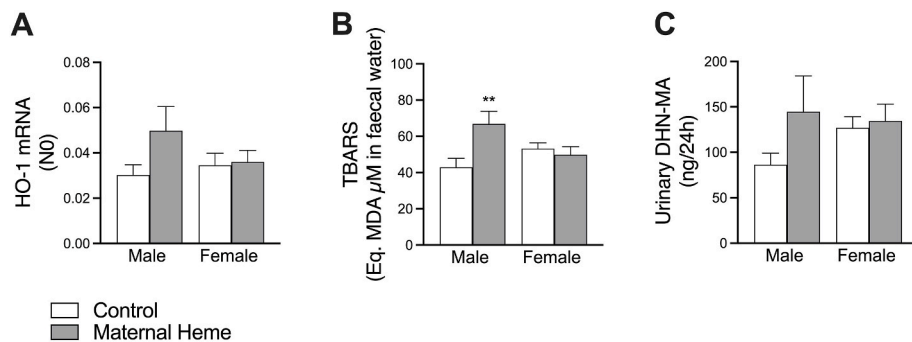 A
HO-1 mRNA
(N0)
0.08
0.06
0.04
0.02
0.00
Male
Female
B
TBARS
(Eq. MDA µM in faecal water)
100
80
60
40
20
0
**
Male
Female
C
Urinary DHN-MA
(ng/24h)
200
150
100
50
0
Male
Female
Control
Maternal Heme